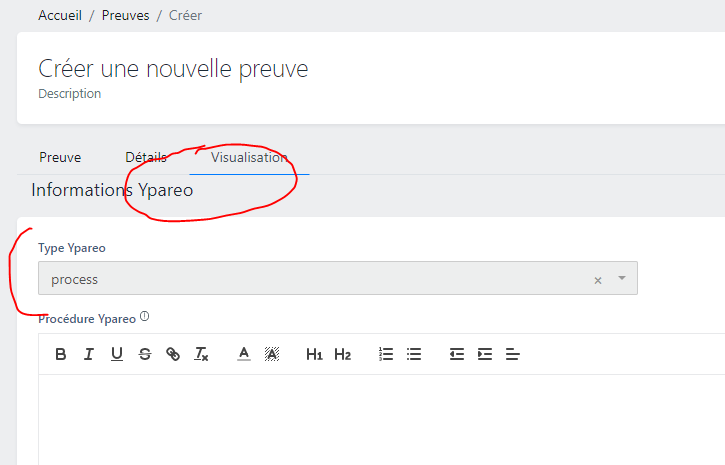 Accueil / Preuves / Créer
Créer une nouvelle preuve
Description
Preuve Détails Visualisation
Informations Ypareo
Type Ypareo
process ×
Procédure Ypareo
B I U S Tx A A H1 H2